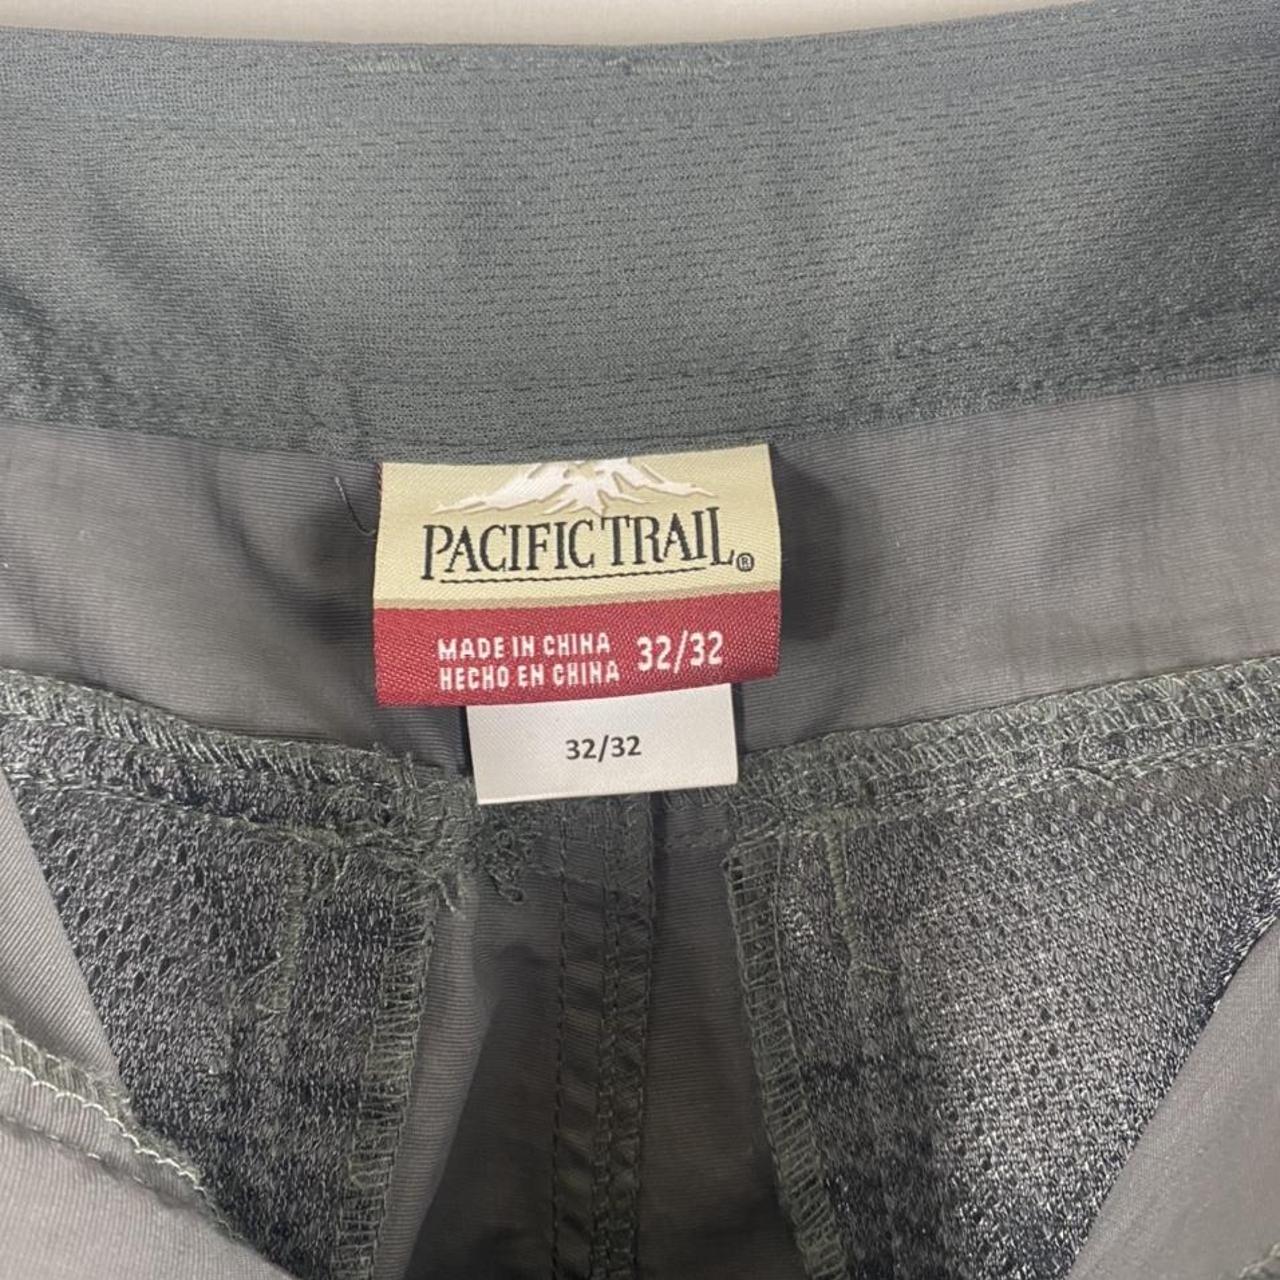 PACIFIC TRAIL®
MADE IN CHINA 32/32
HECHO EN CHINA
32/32